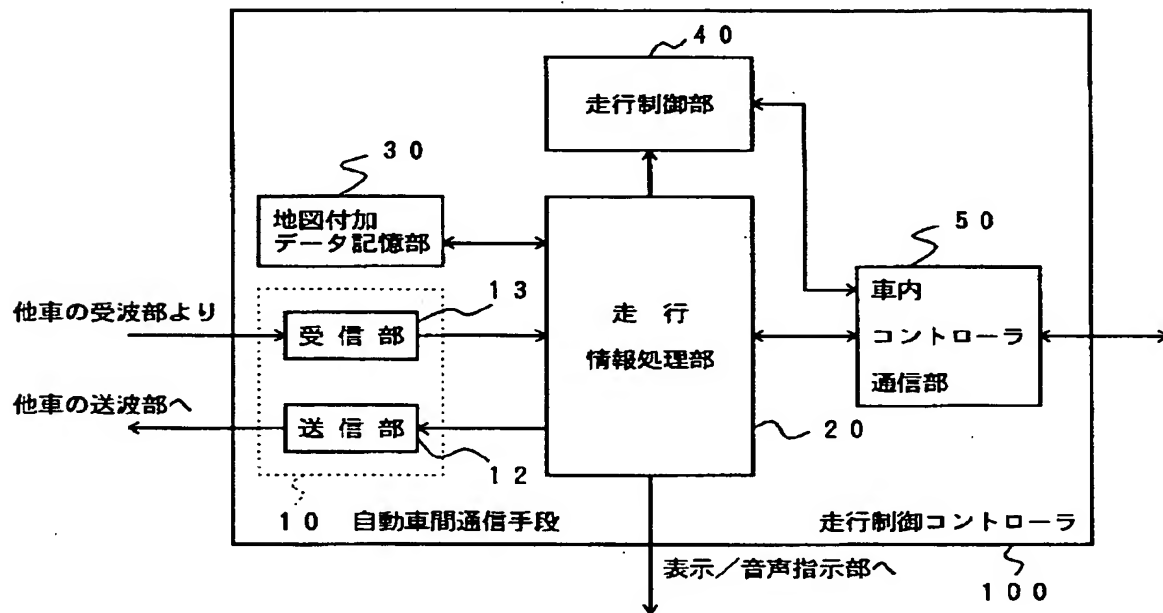 40
走行制御部
30
地図付加
データ記憶部
50
車内
コントローラ
通信部
他車の受波部より
13
受信部
走 行
情報処理部
他車の送波部へ
送信部
12
20
10 自動車間通信手段
走行制御コントローラ
表示／音声指示部へ
100